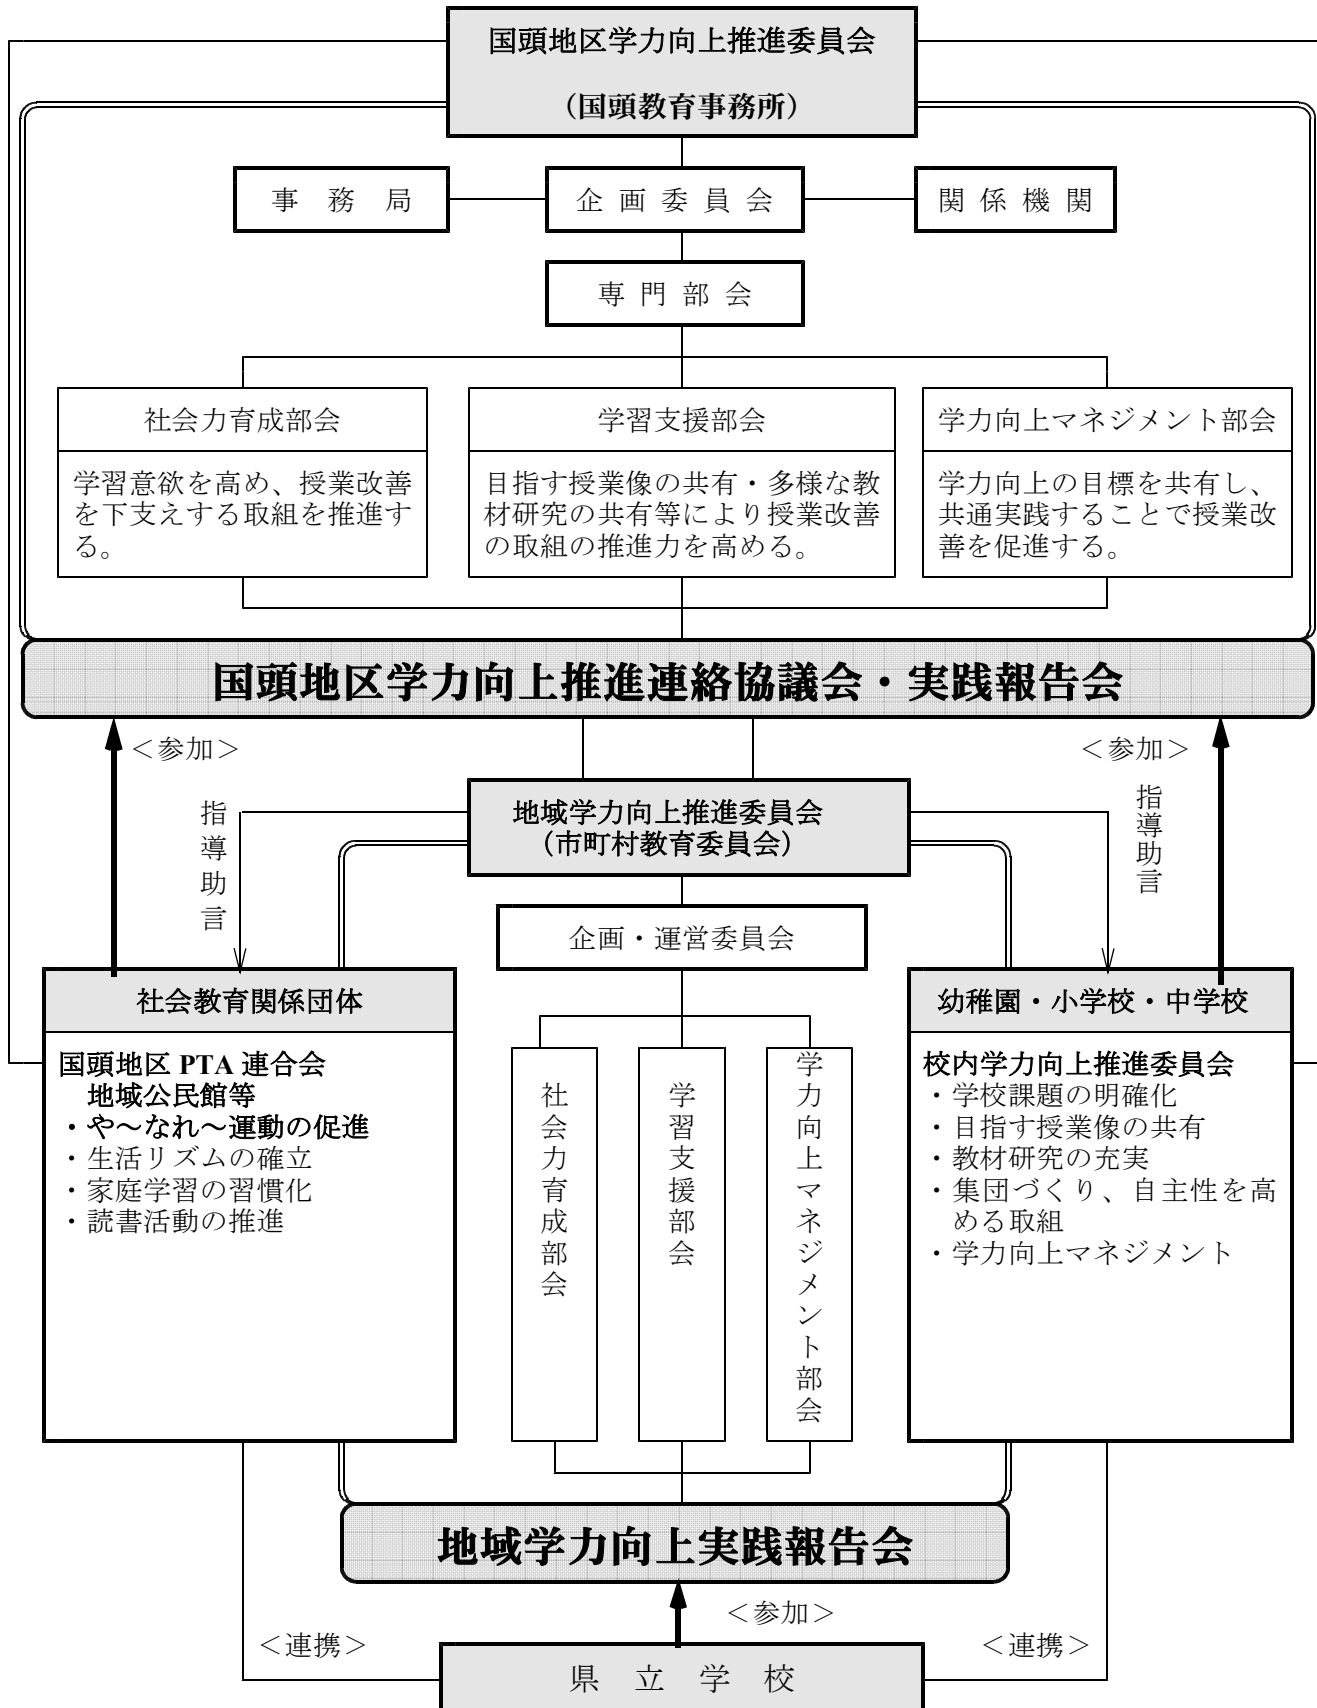 国頭地区学力向上推進委員会
(国頭教育事務所)
事務局
企画委員会
関係機関
専門部会
社会力育成部会
学習意欲を高め、授業改善
を下支えする取組を推進す
る。
学習支援部会
目指す授業像の共有・多様な教
材研究の共有等により授業改善
の取組の推進力を高める。
学力向上マネジメント部会
学力向上の目標を共有し、
共通実践することで授業改
善を促進する。
国頭地区学力向上推進連絡協議会・実践報告会
<参加>
<参加>
指導助言
地域学力向上推進委員会
(市町村教育委員会)
指導助言
企画・運営委員会
社会教育関係団体
国頭地区 PTA 連合会
地域公民館等
・や~なれ~運動の促進
・生活リズムの確立
・家庭学習の習慣化
・読書活動の推進
社会力育成部会
学習支援部会
学力向上マネジメント部会
幼稚園・小学校・中学校
校内学力向上推進委員会
・学校課題の明確化
・目指す授業像の共有
・教材研究の充実
・集団づくり、自主性を高
める取組
・学力向上マネジメント
地域学力向上実践報告会
<参加>
<連携>
<連携>
県立学校